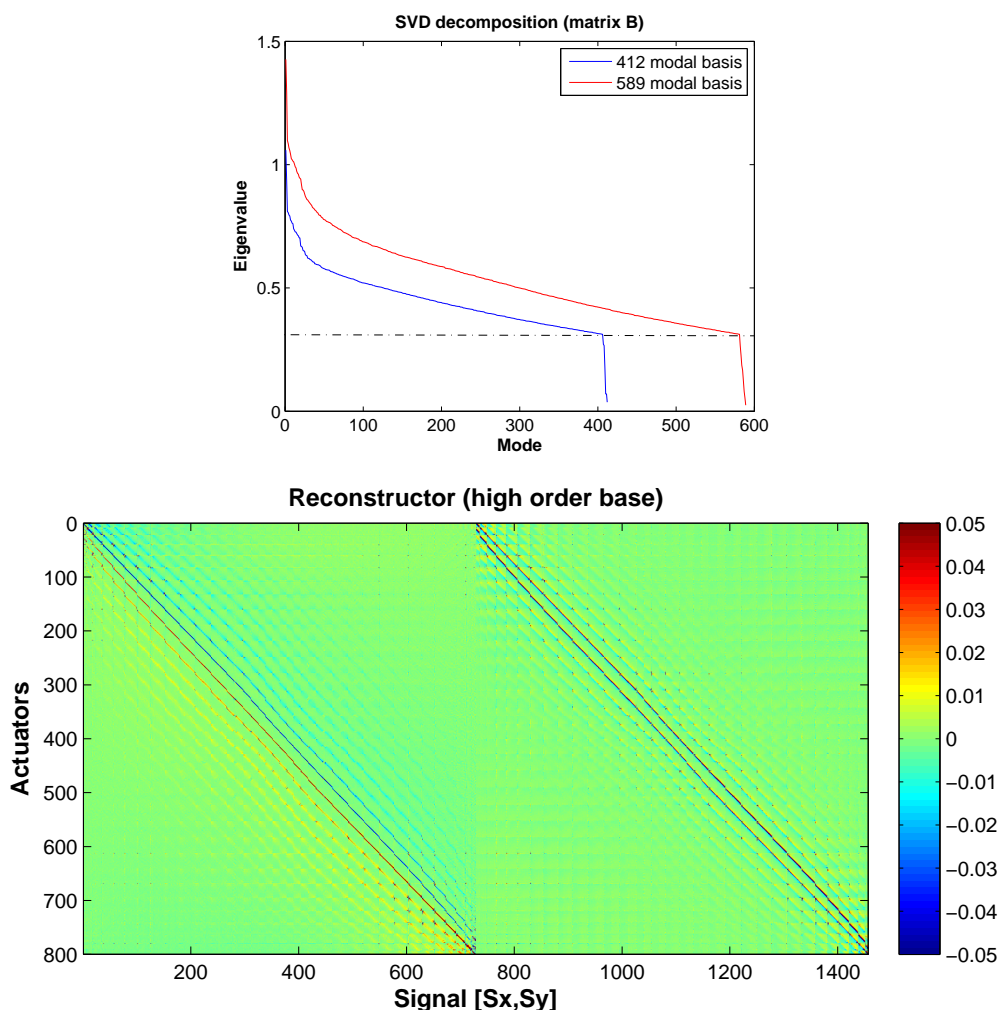 SVD decomposition (matrix B)
1.5
1
0.5
0
Eigenvalue
412 modal basis
589 modal basis
0 100 200 300 400 500 600
Mode
Reconstructor (high order base)
0
100
200
300
400
500
600
700
800
Actuators
200 400 600 800 1000 1200 1400
Signal [Sx,Sy]
0.05
0.04
0.03
0.02
0.01
0
−0.01
−0.02
−0.03
−0.04
−0.05